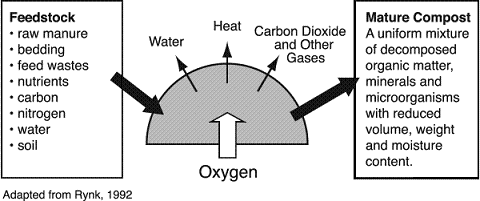 Feedstock
• raw manure
• bedding
• feed wastes
• nutrients
• carbon
• nitrogen
• water
• soil
Water
Heat
Carbon Dioxide
and Other
Gases
Oxygen
Mature Compost
A uniform mixture
of decomposed
organic matter,
minerals and
microorganisms
with reduced
volume, weight
and moisture
content.
Adapted from Rynk, 1992